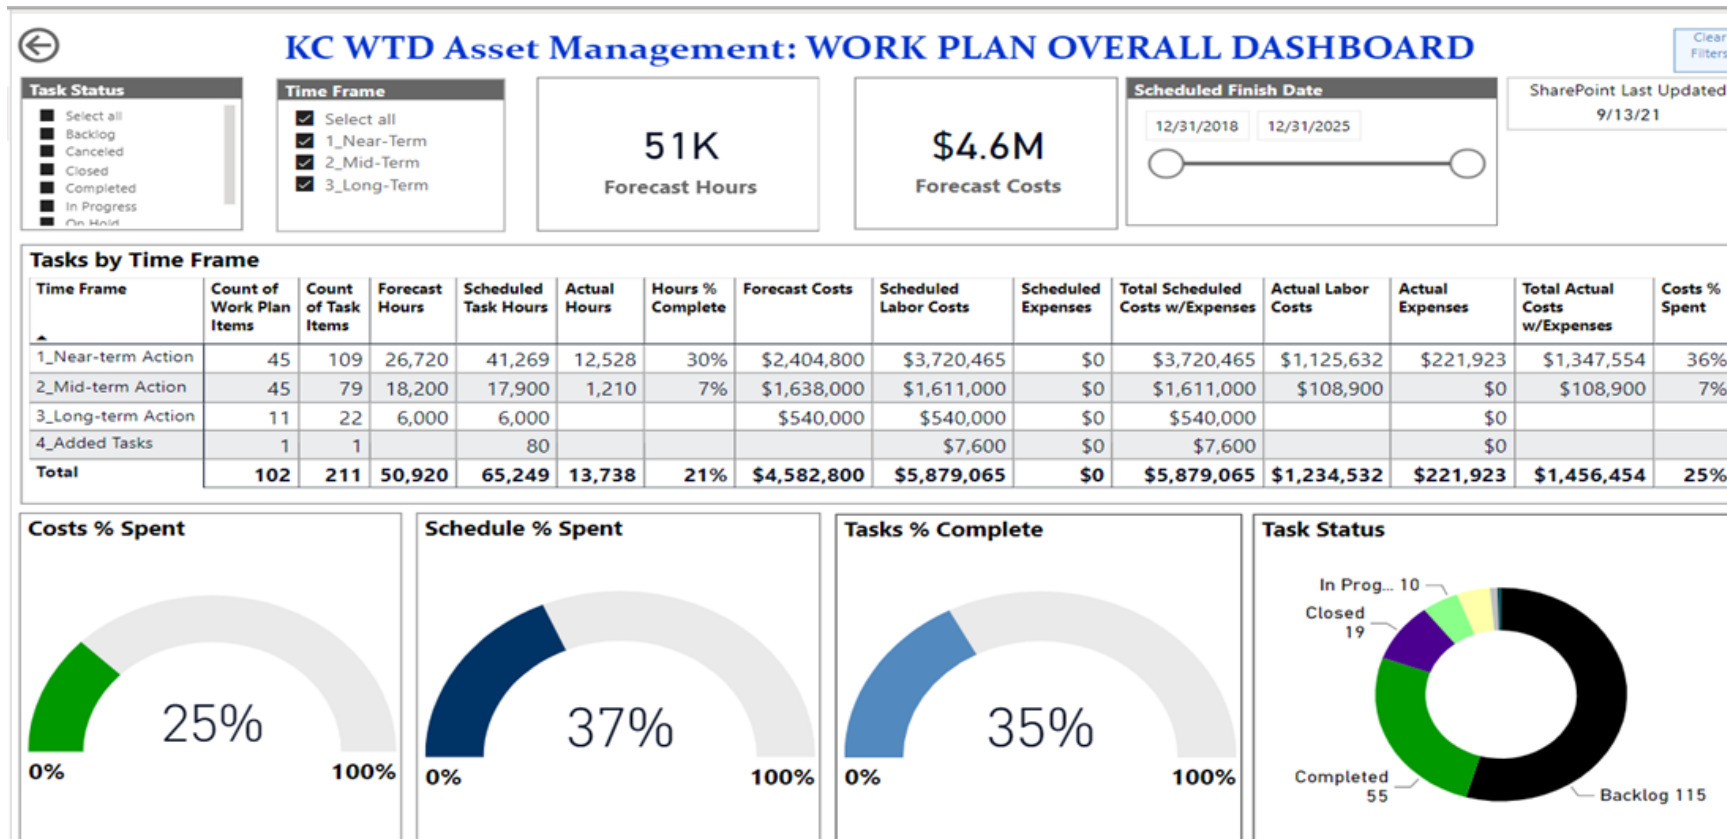 KC WTD Asset Management: WORK PLAN OVERALL DASHBOARD
Clear
Filters
Task Status
Select all
Backlog
Canceled
Closed
Completed
In Progress
On Hold
Time Frame
Select all
1_Near-Term
2_Mid-Term
3_Long-Term
51K
Forecast Hours
$4.6M
Forecast Costs
Scheduled Finish Date
12/31/2018 12/31/2025
SharePoint Last Updated
9/13/21
Tasks by Time Frame
Time Frame Count of Work Plan Items Count of Task Items Forecast Hours Scheduled Task Hours Actual Hours Hours % Complete Forecast Costs Scheduled Labor Costs Scheduled Expenses Total Scheduled Costs w/Expenses Actual Labor Costs Actual Expenses Total Actual Costs w/Expenses Costs % Spent
1_Near-term Action 45 109 26,720 41,269 12,528 30% $2,404,800 $3,720,465 $0 $3,720,465 $1,125,632 $221,923 $1,347,554 36%
2_Mid-term Action 45 79 18,200 17,900 1,210 7% $1,638,000 $1,611,000 $0 $1,611,000 $108,900 $0 $108,900 7%
3_Long-term Action 11 22 6,000 6,000 $540,000 $540,000 $0 $540,000 $0
4_Added Tasks 1 1 80 $7,600 $0 $7,600 $0
Total 102 211 50,920 65,249 13,738 21% $4,582,800 $5,879,065 $0 $5,879,065 $1,234,532 $221,923 $1,456,454 25%
Costs % Spent
25%
0% 100%
Schedule % Spent
37%
0% 100%
Tasks % Complete
35%
0% 100%
Task Status
In Prog... 10
Closed
19
Completed
55
Backlog 115